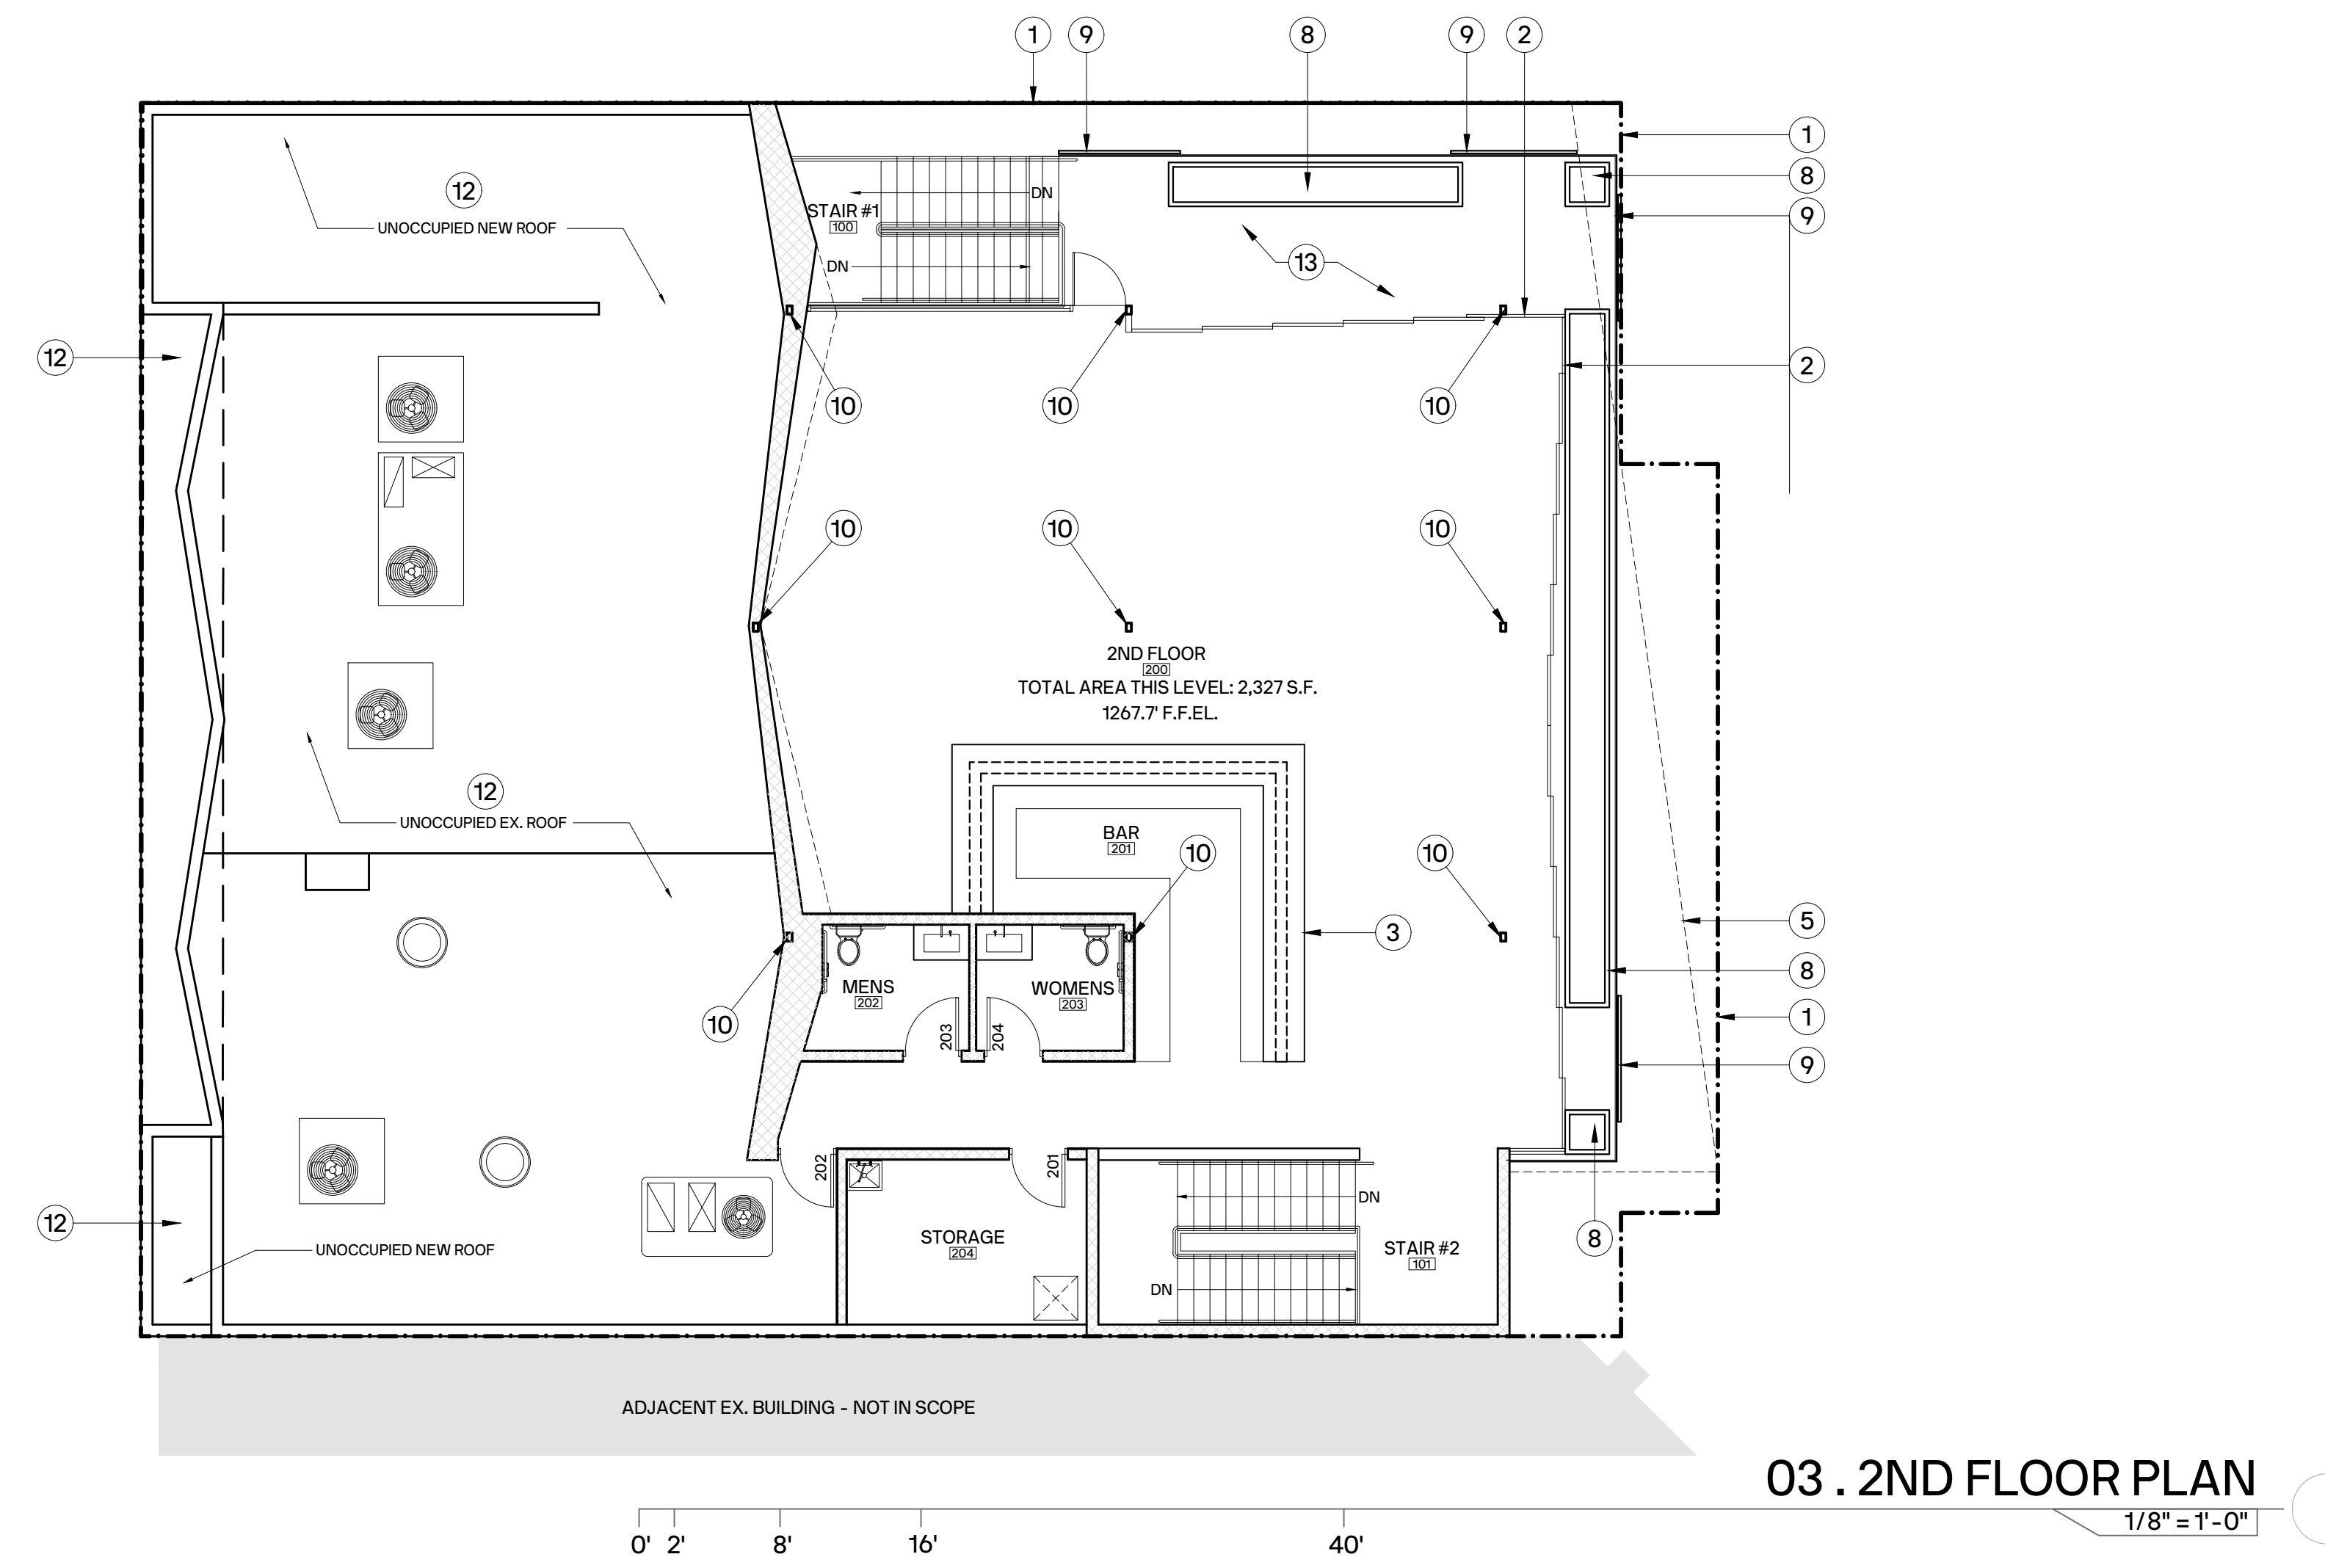 1 9 8 9 2
1
8
9
12
UNOCCUPIED NEW ROOF
DN
STAIR #1
100
DN
13
12
2
10 10 10
10 10 10
2ND FLOOR
200
TOTAL AREA THIS LEVEL: 2,327 S.F.
1267.7' F.F.EL.
12
UNOCCUPIED EX. ROOF
BAR
201
10 10
5
3
8
MENS
202
WOMENS
203
10
203
204
1
9
202
201
DN
12
8
STORAGE
204
STAIR #2
101
UNOCCUPIED NEW ROOF
DN
ADJACENT EX. BUILDING - NOT IN SCOPE
03 . 2ND FLOOR PLAN
1/8" = 1'-0"
0' 2' 8' 16' 40'